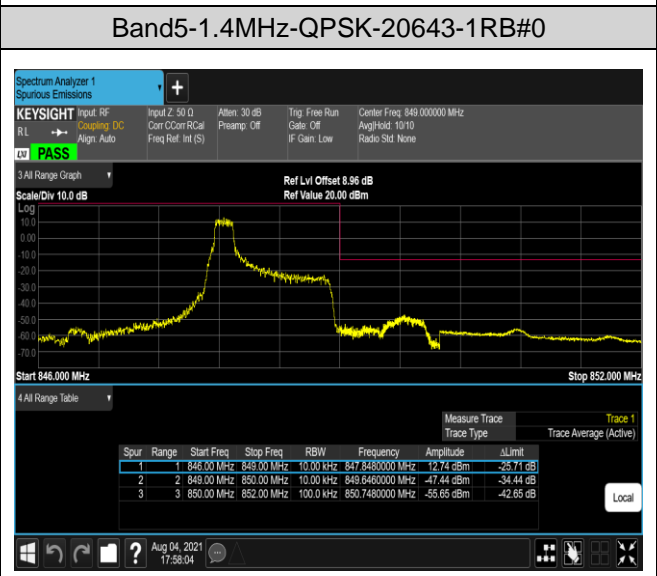 Band5-1.4MHz-QPSK-20643-1RB#0
Spectrum Analyzer 1
Spurious Emissions
+
KEYSIGHT Input: RF Input Z: 50 Ω Atten: 30 dB Trig: Free Run Center Freq: 849.000000 MHz
RL Coupling: DC Corr CCorr RCal Preamp: Off Gate: Off Avg|Hold: 10/10
Align: Auto Freq Ref: Int (S) IF Gain: Low Radio Std: None
LXI PASS
3 All Range Graph
Ref Lvl Offset 8.96 dB
Scale/Div 10.0 dB Ref Value 20.00 dBm
Log
10.0
0.00
-10.0
-20.0
-30.0
-40.0
-50.0
-60.0
-70.0
Start 846.000 MHz Stop 852.000 MHz
4 All Range Table
Measure Trace Trace 1
Trace Type Trace Average (Active)
Spur Range Start Freq Stop Freq RBW Frequency Amplitude ΔLimit
1 1 846.00 MHz 849.00 MHz 10.00 kHz 847.8480000 MHz 12.74 dBm -25.71 dB
2 2 849.00 MHz 850.00 MHz 10.00 kHz 849.6460000 MHz -47.44 dBm -34.44 dB
3 3 850.00 MHz 852.00 MHz 100.0 kHz 850.7480000 MHz -55.65 dBm -42.65 dB
Local
? Aug 04, 2021
17:58:04